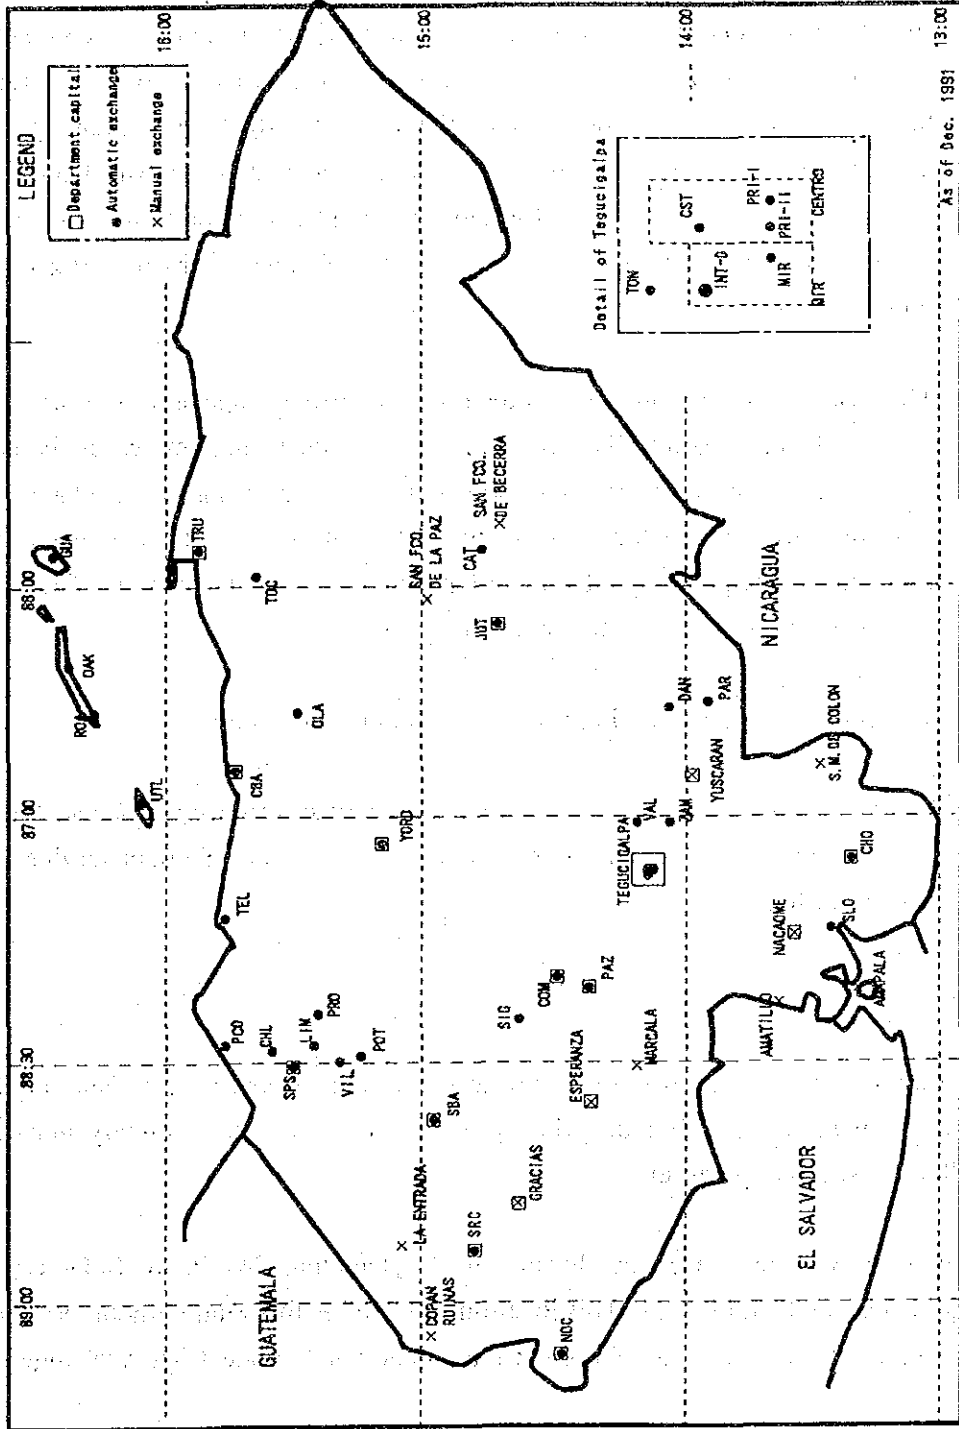 LEGEND
Department capital
Automatic exchange
Manual exchange
89:00
88:30
87:00
88:00
16:00
15:00
14:00
13:00
GUATEMALA
EL SALVADOR
NICARAGUA
ROA
OAK
GUA
UTL
TRU
TOC
CBA
OLA
TEL
YORO
PCO
CHL
SPS
LIM
PRO
VIL
POT
SBA
LA ENTRADA
COPAN
RUINAS
SRC
GRACIAS
NOC
SIG
COM
PAZ
ESPERANZA
MARCALA
SAN FCO.
DE LA PAZ
CAT
SAN FCO.
DE BECERRA
JUT
TEGUCIGALPA
VAL
ZAM
DAN
PAR
YUSCARAN
S.M.DE COLON
CHO
NACAOME
SLO
AMATILLO
AMAPALA
Detail of Tegucigalpa
TON
CST
INT-D
PRI-I
PRI-II
MIR
MIR
CENTRO
As of Dec. 1991